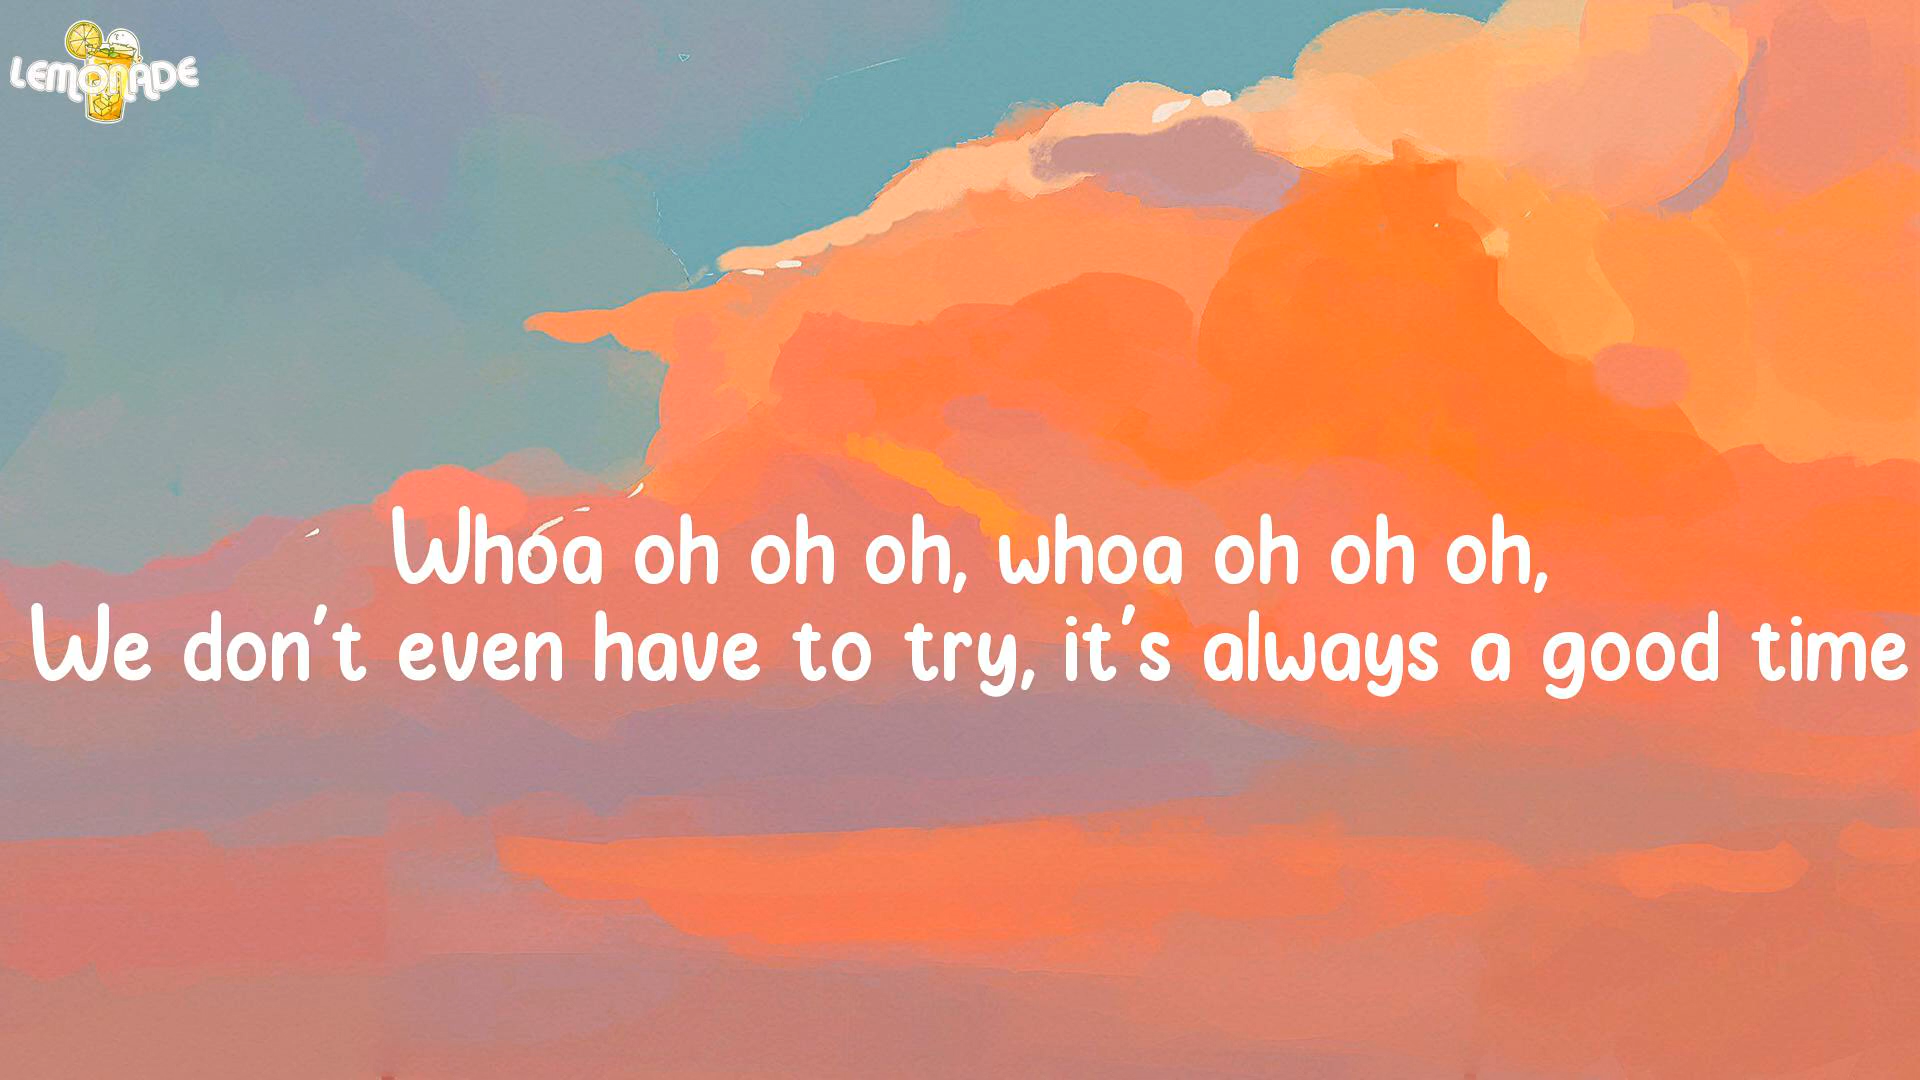 LEMONADE
Whoa oh oh oh, whoa oh oh oh,
We don't even have to try, it's always a good time